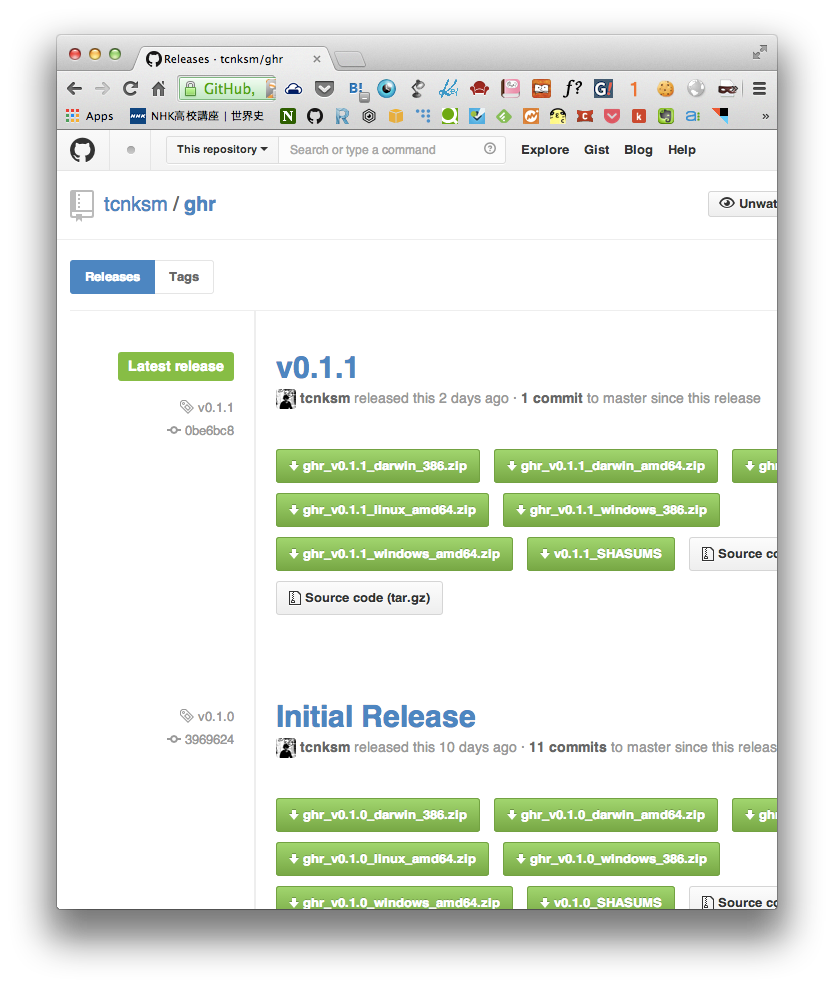 Releases · tcnksm/ghr
GitHub,
Apps NHK高校講座 | 世界史
This repository Search or type a command Explore Gist Blog Help
tcnksm / ghr Unwat
Releases Tags
Latest release
v0.1.1
0be6bc8
v0.1.1
tcnksm released this 2 days ago · 1 commit to master since this release
ghr_v0.1.1_darwin_386.zip ghr_v0.1.1_darwin_amd64.zip ghr
ghr_v0.1.1_linux_amd64.zip ghr_v0.1.1_windows_386.zip
ghr_v0.1.1_windows_amd64.zip v0.1.1_SHASUMS Source co
Source code (tar.gz)
v0.1.0
3969624
Initial Release
tcnksm released this 10 days ago · 11 commits to master since this releas
ghr_v0.1.0_darwin_386.zip ghr_v0.1.0_darwin_amd64.zip ghr
ghr_v0.1.0_linux_amd64.zip ghr_v0.1.0_windows_386.zip
ghr_v0.1.0_windows_amd64.zip v0.1.0_SHASUMS Source co